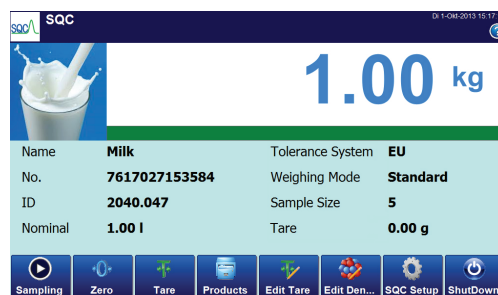 SQC
SQC
Di 1-Okt-2013 15:17:
?
1.00 kg
Name Milk Tolerance System EU
No. 7617027153584 Weighing Mode Standard
ID 2040.047 Sample Size 5
Nominal 1.00 l Tare 0.00 g
Sampling Zero Tare Products Edit Tare Edit Den... SQC Setup ShutDown